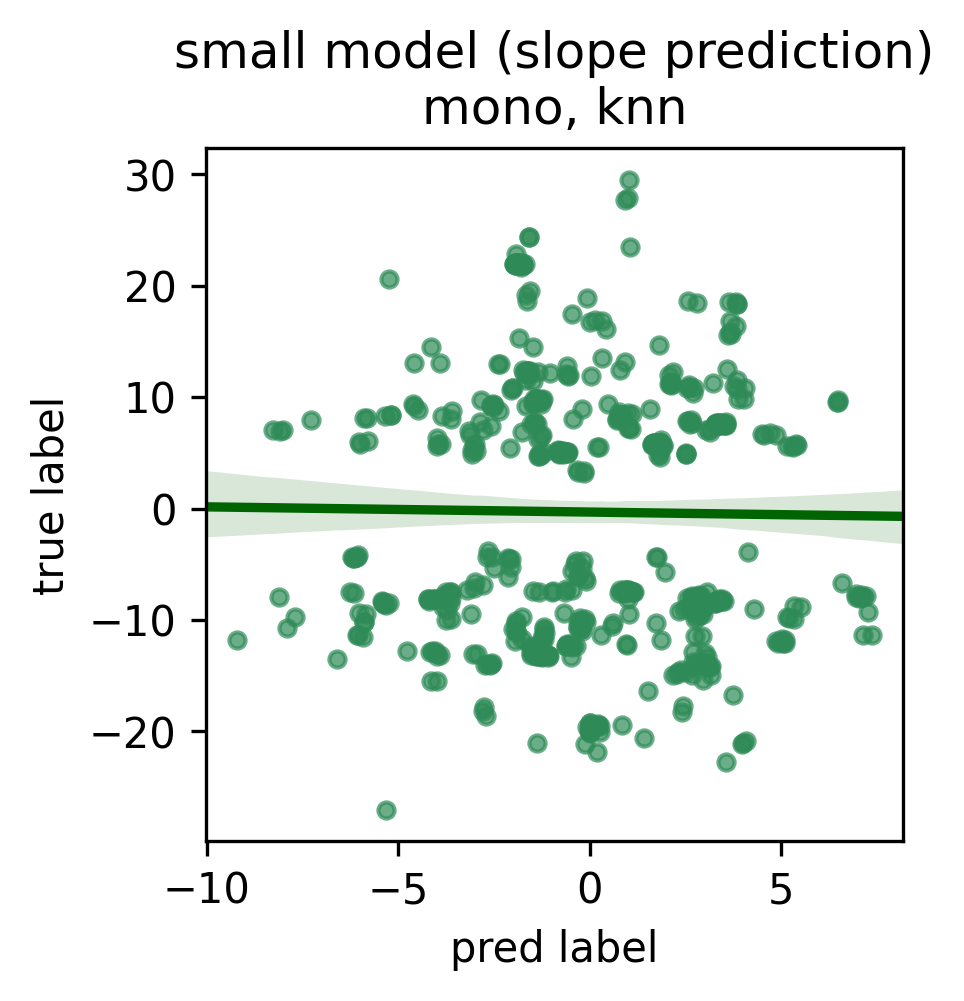 small model (slope prediction)
mono, knn
30
20
10
0
−10
−20
true label
−10
−5
0
5
pred label